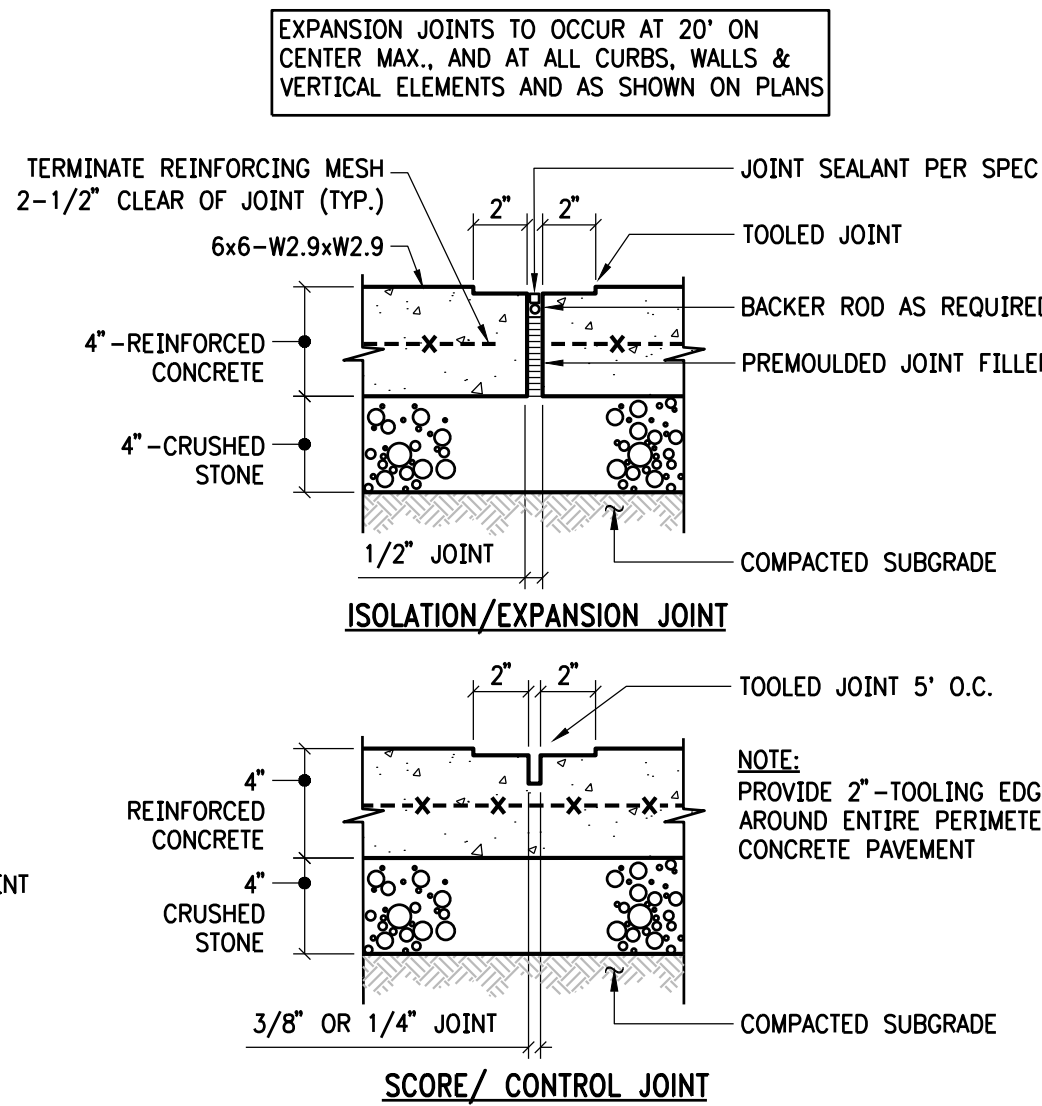 EXPANSION JOINTS TO OCCUR AT 20' ON
CENTER MAX., AND AT ALL CURBS, WALLS &
VERTICAL ELEMENTS AND AS SHOWN ON PLANS
TERMINATE REINFORCING MESH
2-1/2" CLEAR OF JOINT (TYP.)
6x6-W2.9xW2.9
2" 2"
JOINT SEALANT PER SPEC
TOOLED JOINT
BACKER ROD AS REQUIRED
PREMOULDED JOINT FILLE
4"-REINFORCED
CONCRETE
4"-CRUSHED
STONE
1/2" JOINT
COMPACTED SUBGRADE
ISOLATION/EXPANSION JOINT
2" 2"
TOOLED JOINT 5' O.C.
4"
REINFORCED
CONCRETE
NOTE:
PROVIDE 2"-TOOLING EDG
AROUND ENTIRE PERIMETE
CONCRETE PAVEMENT
4"
CRUSHED
STONE
3/8" OR 1/4" JOINT
COMPACTED SUBGRADE
SCORE/ CONTROL JOINT